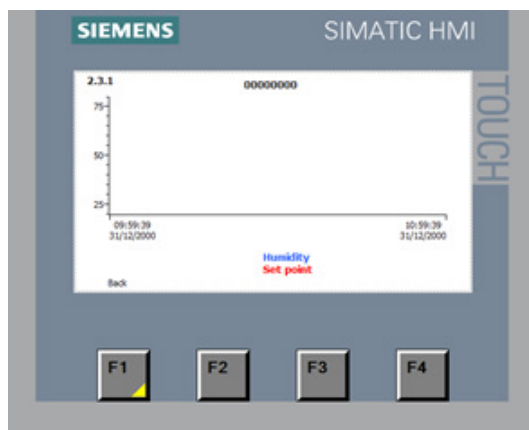 SIEMENS
SIMATIC HMI
TOUCH
2.3.1
00000000
75
50
25
09:59:39
31/12/2000
10:59:39
31/12/2000
Humidity
Set point
Back
F1
F2
F3
F4